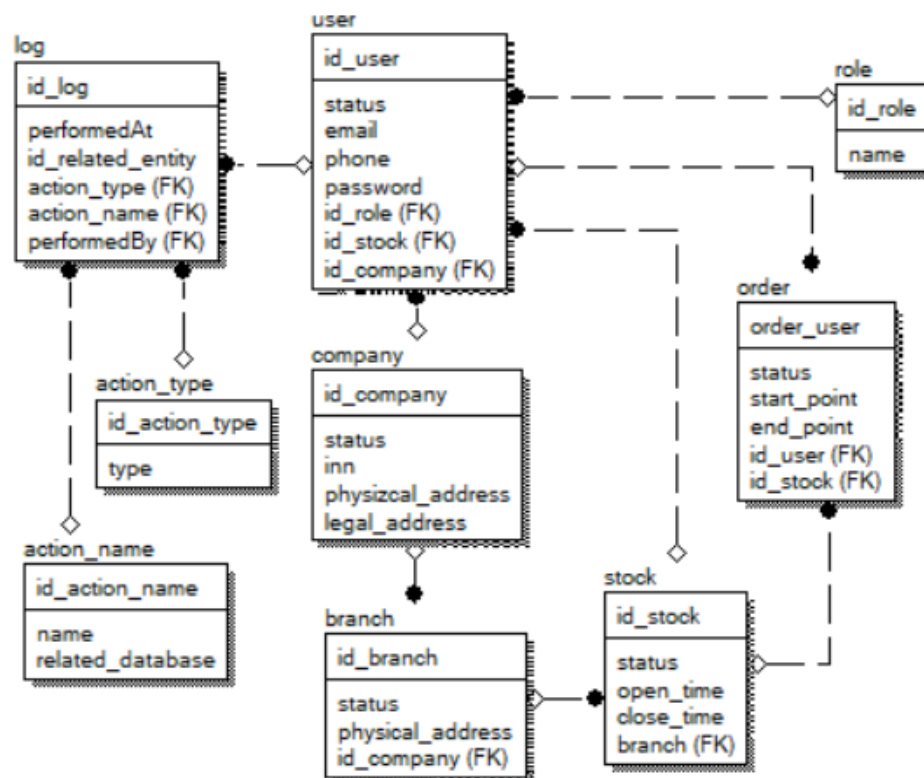 user
id_user
status
email
phone
password
id_role (FK)
id_stock (FK)
id_company (FK)
log
id_log
performedAt
id_related_entity
action_type (FK)
action_name (FK)
performedBy (FK)
role
id_role
name
order
order_user
status
start_point
end_point
id_user (FK)
id_stock (FK)
company
id_company
status
inn
physizcal_address
legal_address
action_type
id_action_type
type
action_name
id_action_name
name
related_database
branch
id_branch
status
physical_address
id_company (FK)
stock
id_stock
status
open_time
close_time
branch (FK)